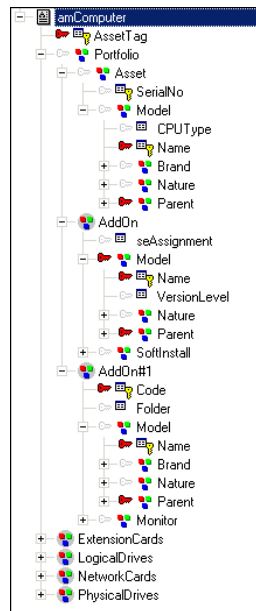 amComputer
AssetTag
Portfolio
Asset
SerialNo
Model
CPUType
Name
Brand
Nature
Parent
AddOn
seAssignment
Model
Name
VersionLevel
Nature
Parent
SoftInstall
AddOn#1
Code
Folder
Model
Name
Brand
Nature
Parent
Monitor
ExtensionCards
LogicalDrives
NetworkCards
PhysicalDrives